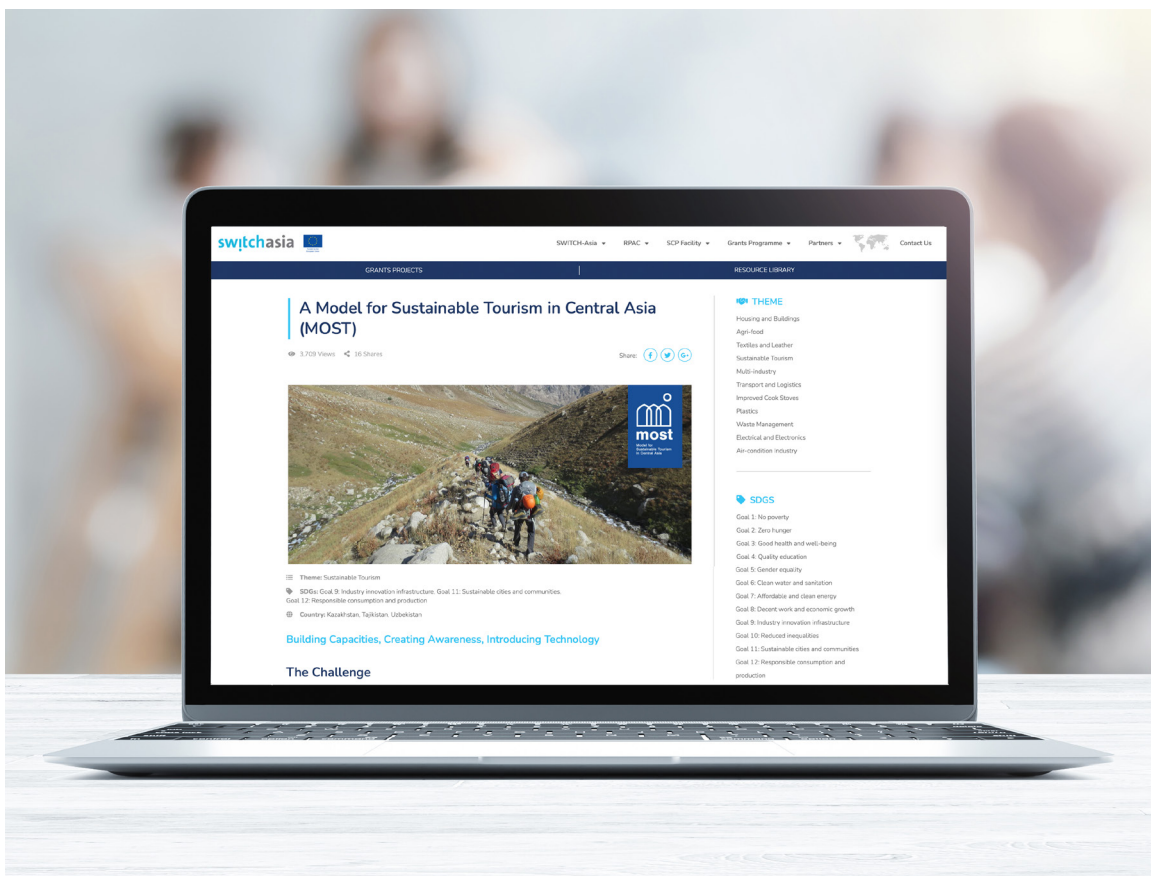 switchasia
SWITCH-Asia RPAC SCP Facility Grants Programme Partners Contact Us
GRANTS PROJECTS RESOURCE LIBRARY
A Model for Sustainable Tourism in Central Asia
(MOST)
3,709 Views 16 Shares Share:
most
Model for
Sustainable Tourism
in Central Asia
Theme: Sustainable Tourism
SDGs: Goal 9: Industry innovation infrastructure, Goal 11: Sustainable cities and communities,
Goal 12: Responsible consumption and production
Country: Kazakhstan, Tajikistan, Uzbekistan
Building Capacities, Creating Awareness, Introducing Technology
The Challenge
THEME
Housing and Buildings
Agri-food
Textiles and Leather
Sustainable Tourism
Multi-industry
Transport and Logistics
Improved Cook Stoves
Plastics
Waste Management
Electrical and Electronics
Air-condition Industry
SDGS
Goal 1: No poverty
Goal 2: Zero hunger
Goal 3: Good health and well-being
Goal 4: Quality education
Goal 5: Gender equality
Goal 6: Clean water and sanitation
Goal 7: Affordable and clean energy
Goal 8: Decent work and economic growth
Goal 9: Industry innovation infrastructure
Goal 10: Reduced inequalities
Goal 11: Sustainable cities and communities
Goal 12: Responsible consumption and
production